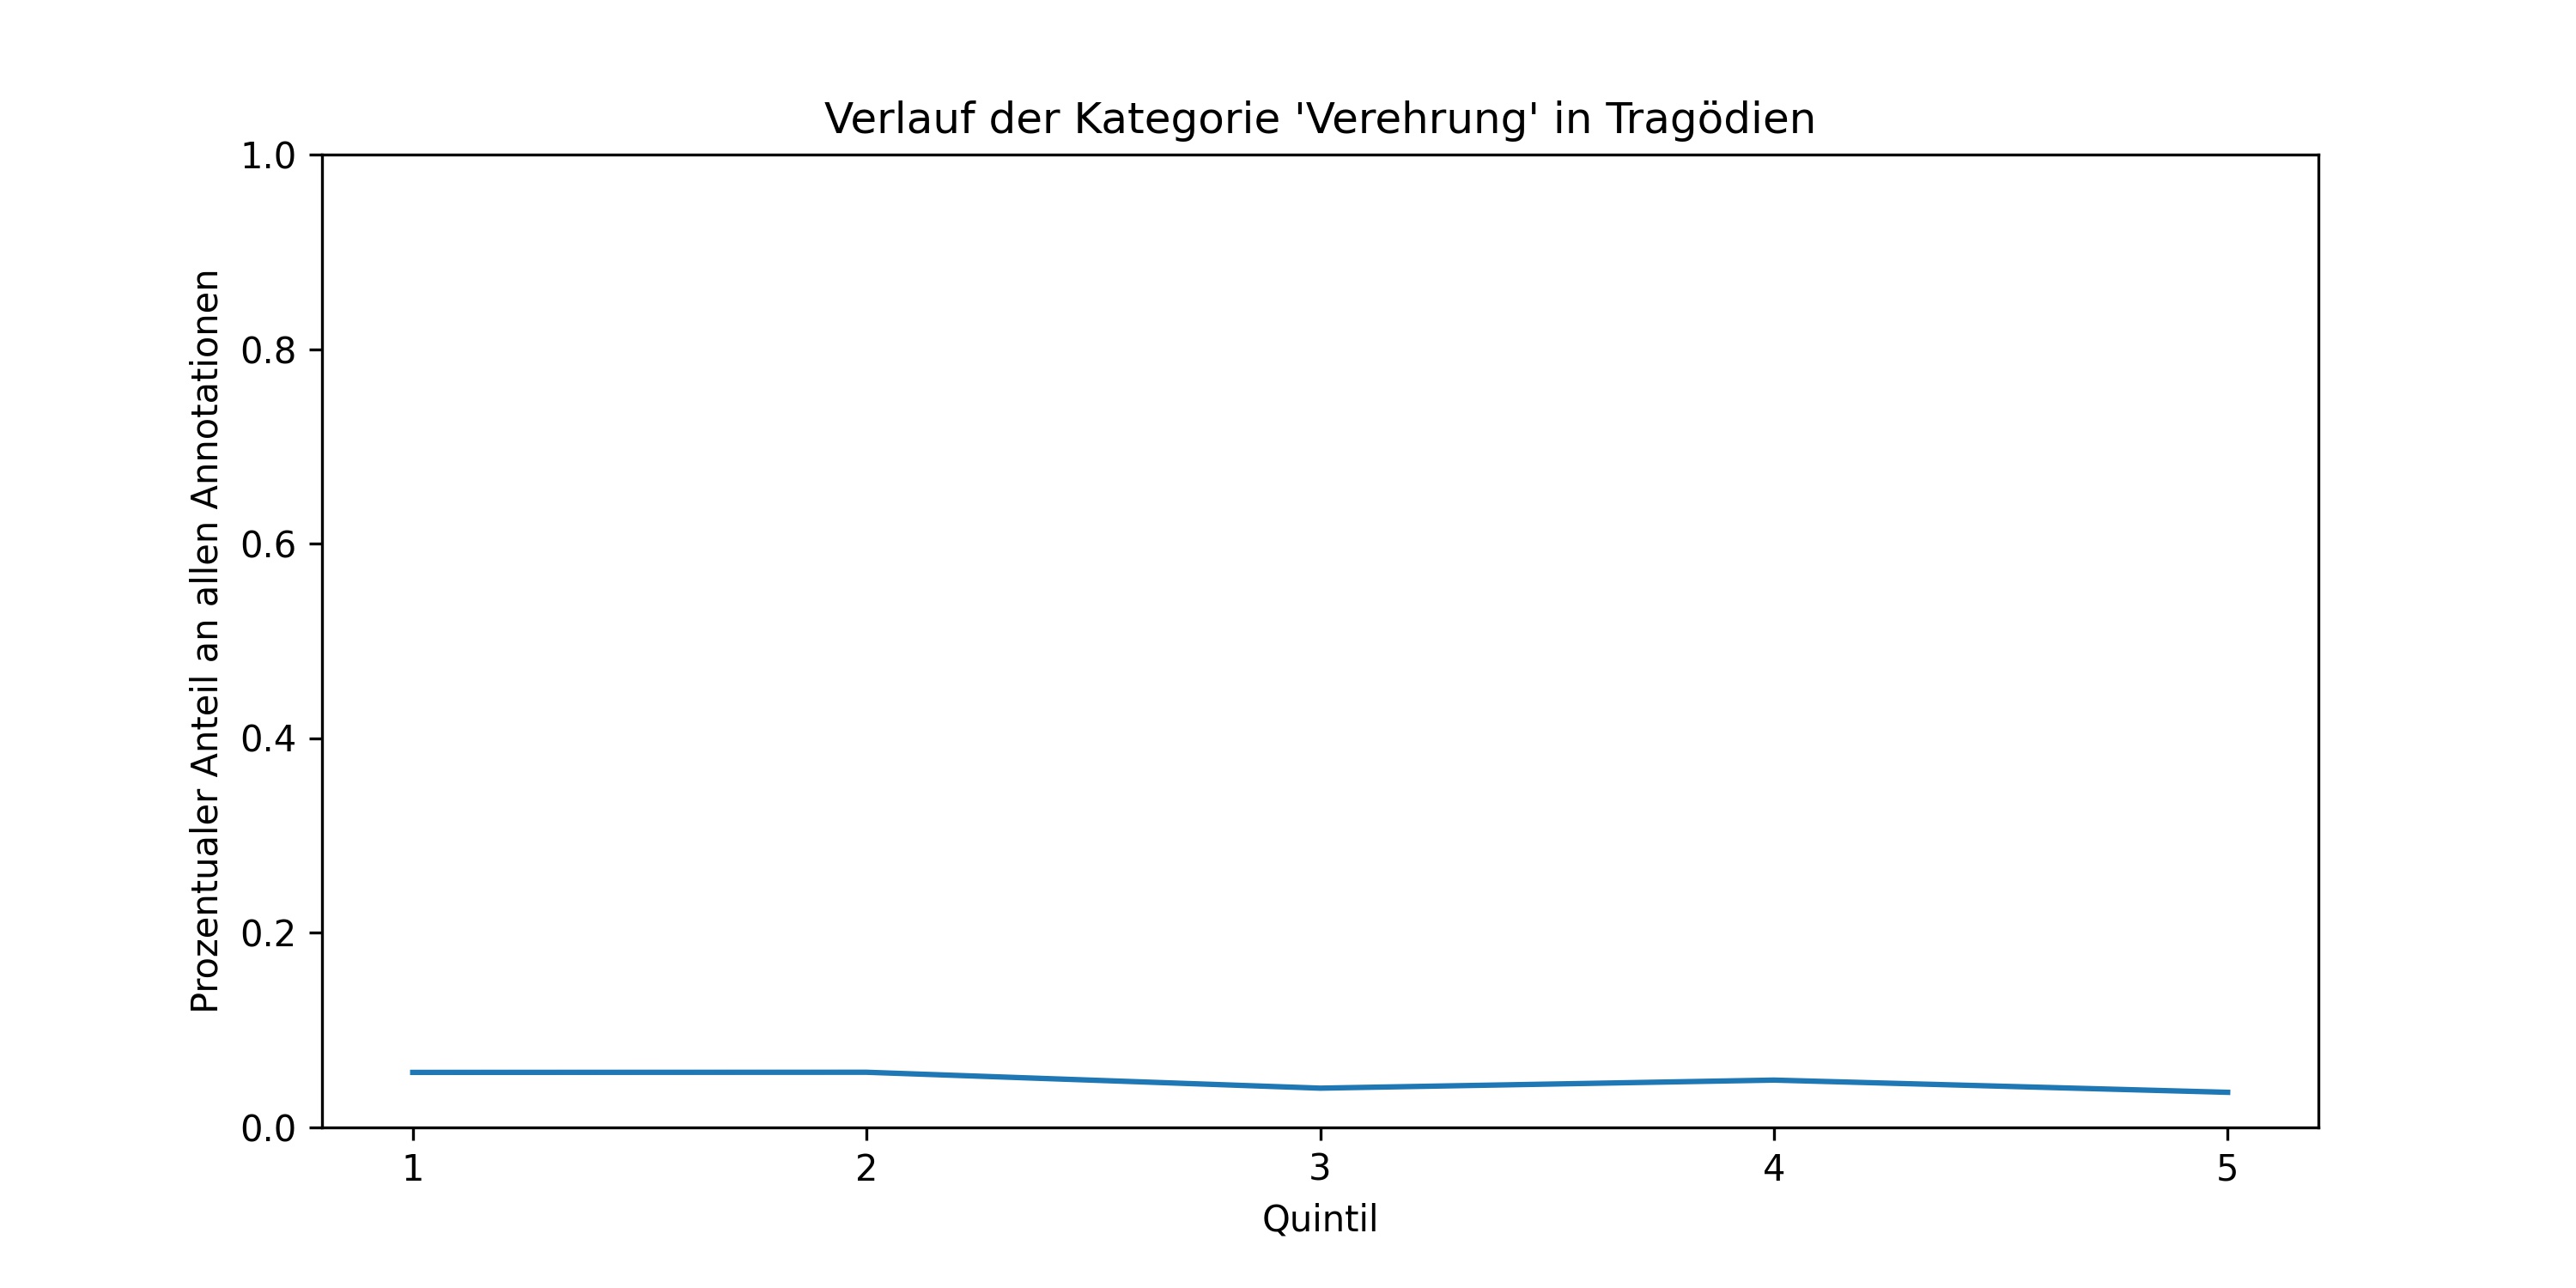 Verlauf der Kategorie 'Verehrung' in Tragödien
Prozentualer Anteil an allen Annotationen
1.0
0.8
0.6
0.4
0.2
0.0
1 2 3 4 5
Quintil